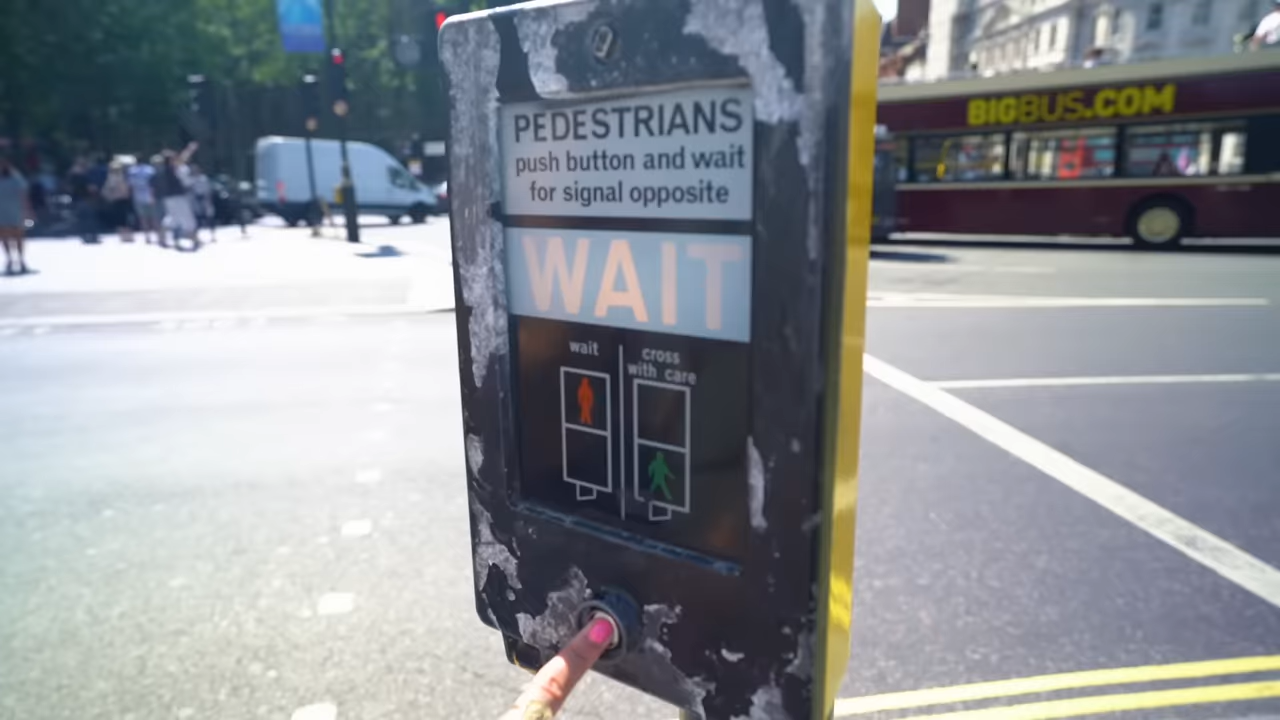 PEDESTRIANS
push button and wait
for signal opposite
WAIT
wait
cross
with care
BIGBUS.COM